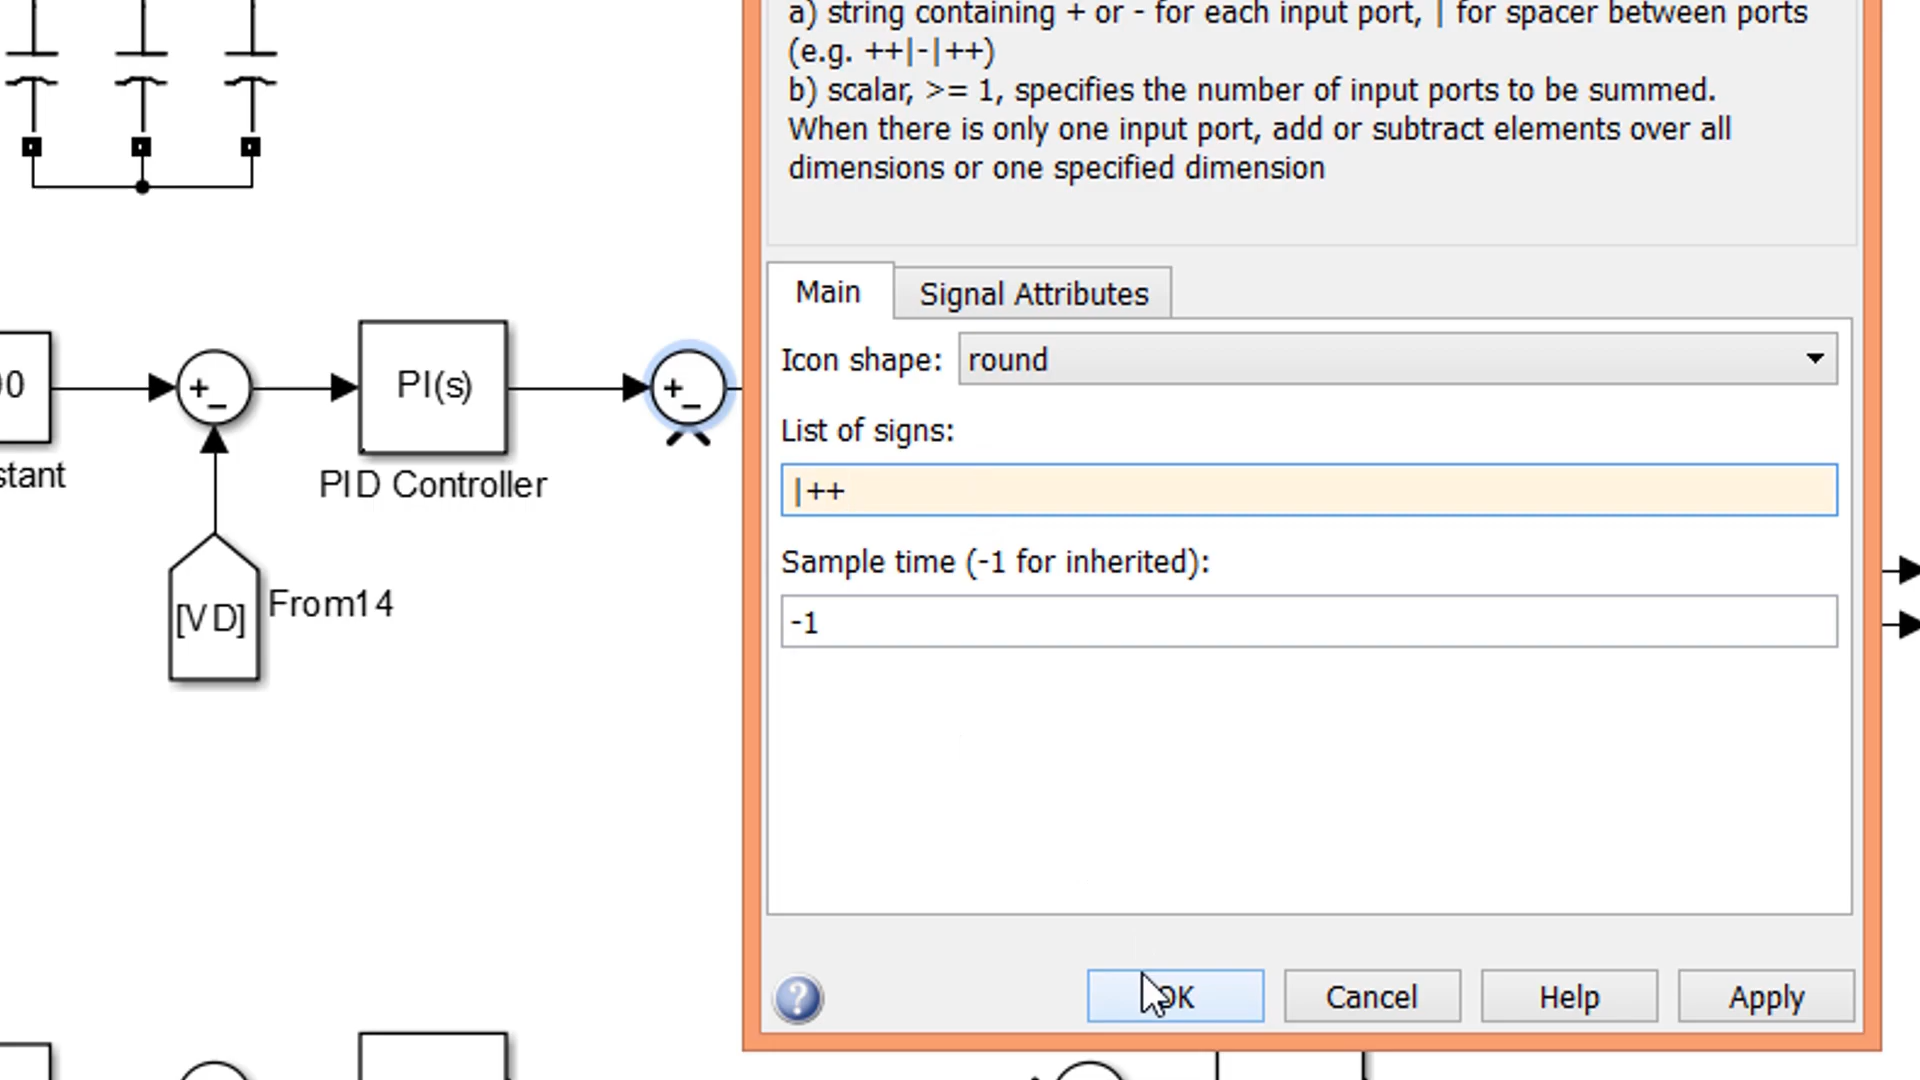 a) string containing + or - for each input port, | for spacer between ports
(e.g. ++|-|++)
b) scalar, >= 1, specifies the number of input ports to be summed.
When there is only one input port, add or subtract elements over all
dimensions or one specified dimension
Main
Signal Attributes
Icon shape: round
List of signs:
|++
Sample time (-1 for inherited):
-1
OK
Cancel
Help
Apply
+
-
PI(s)
+
-
PID Controller
[VD]
From14